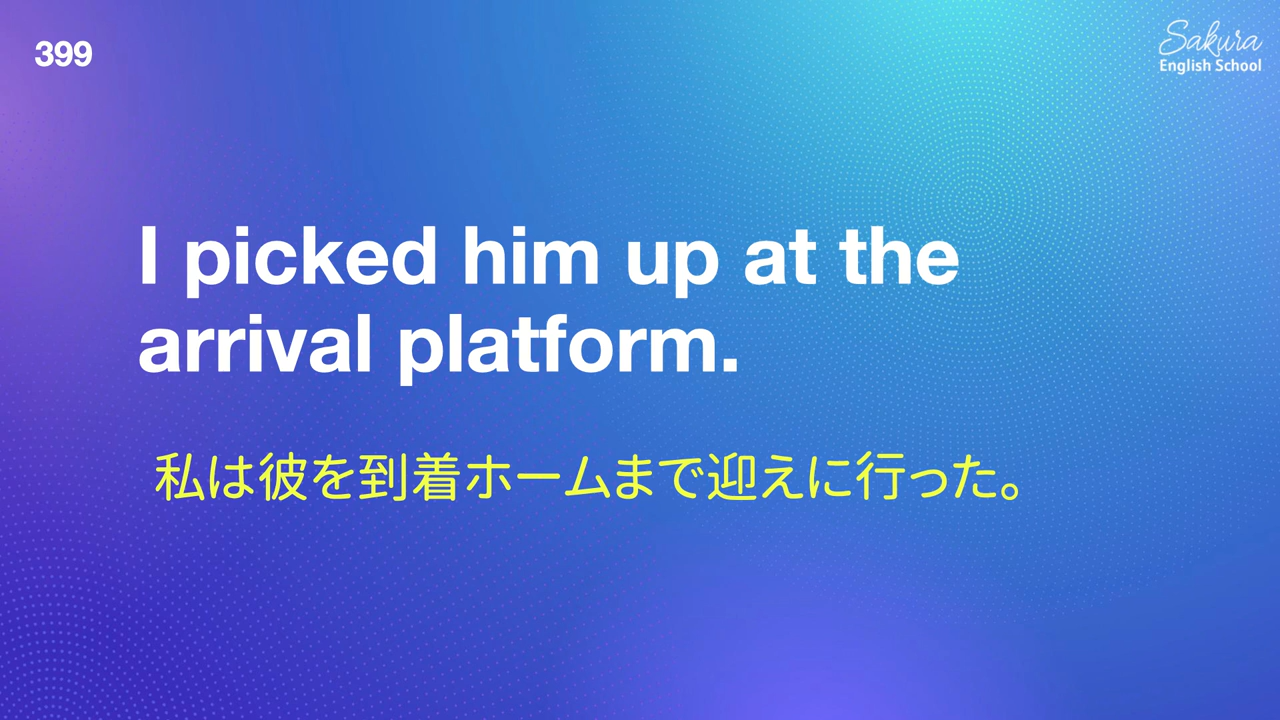 399
Sakura
English School
I picked him up at the
arrival platform.
私は彼を到着ホームまで迎えに行った。